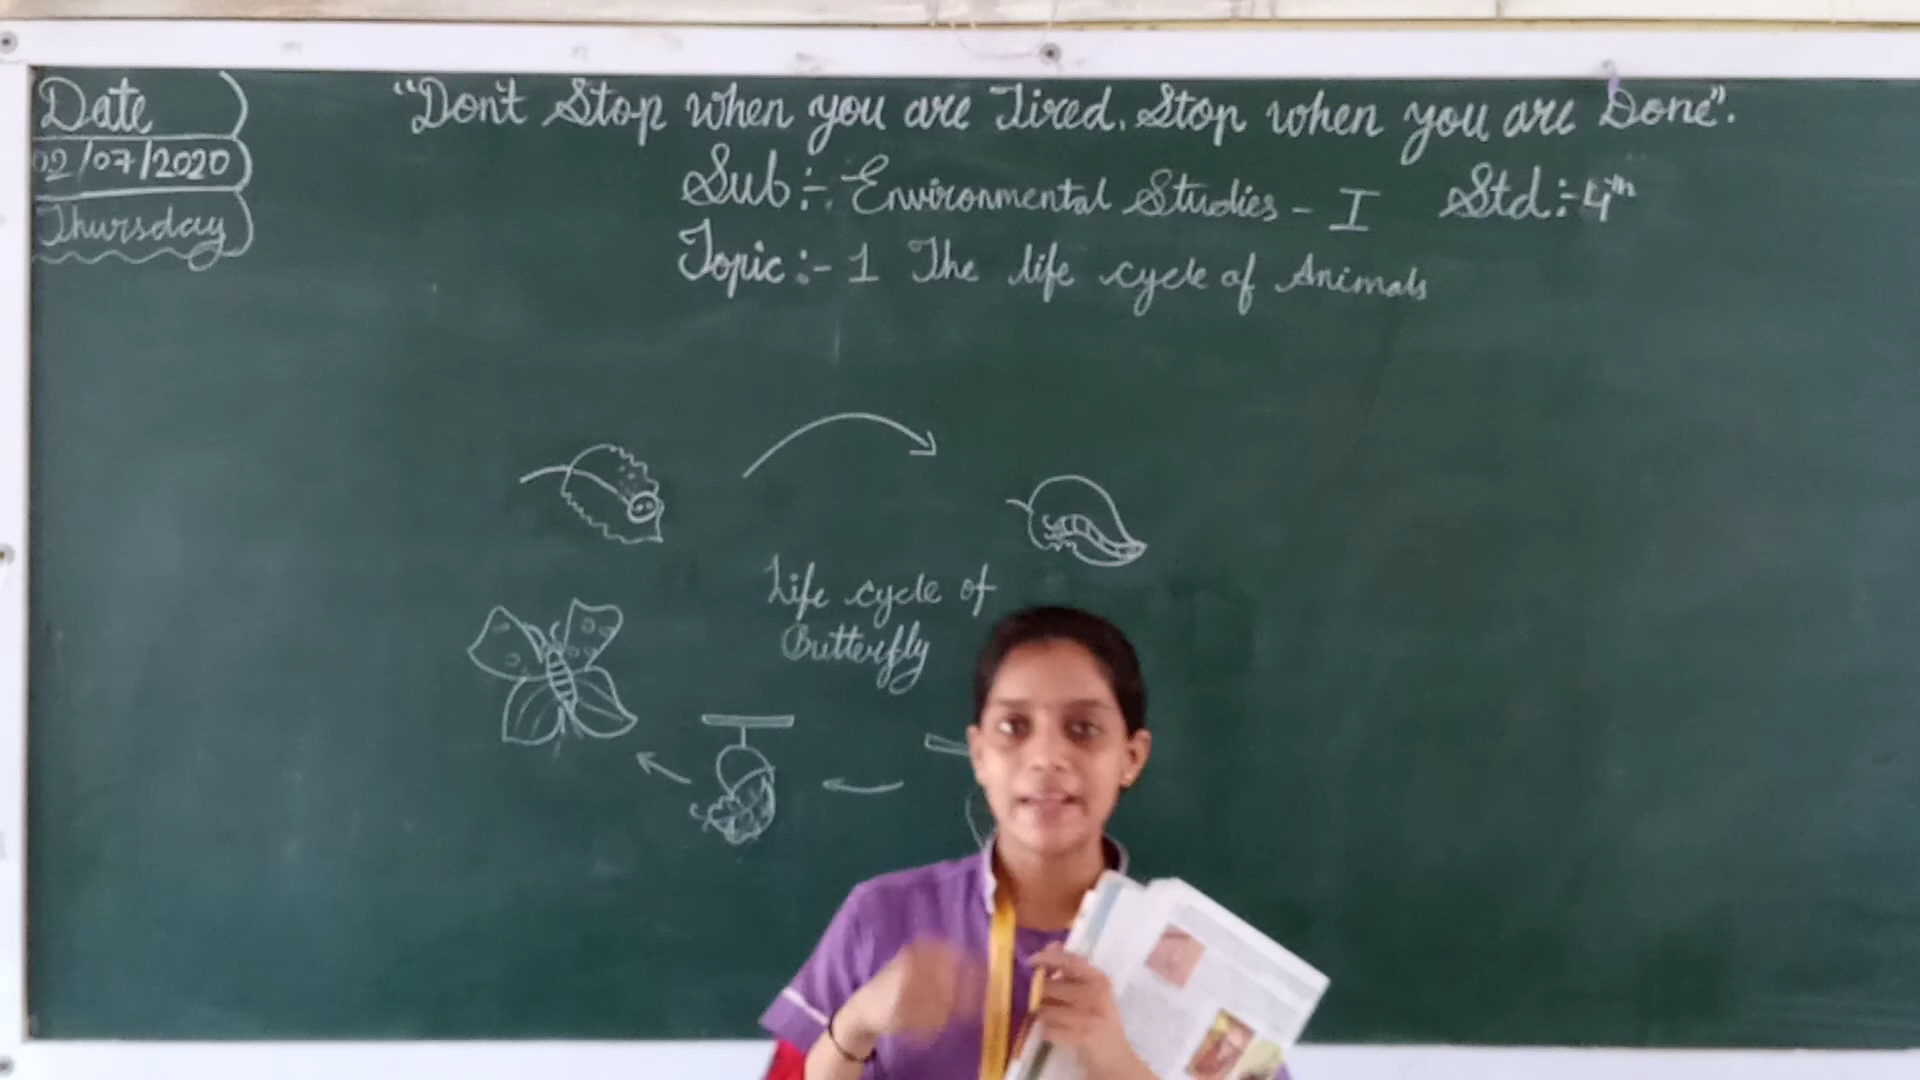 Date
02/07/2020
Thursday
"Don't Stop when you are Tired. Stop when you are Done".
Sub :- Environmental Studies - I Std :- 4th
Topic :- 1 The life cycle of Animals
Life cycle of
Butterfly